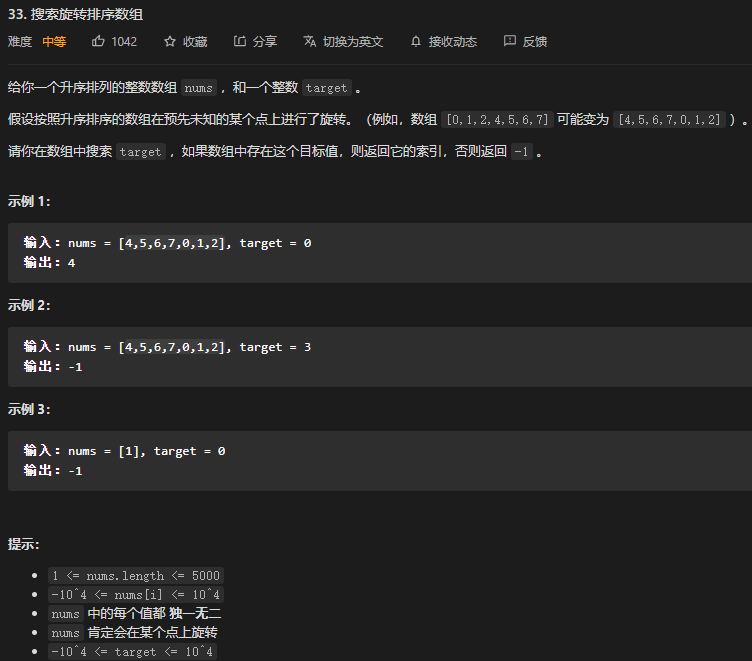 33. 搜索旋转排序数组
难度 中等 1042 收藏 分享 切换为英文 接收动态 反馈
给你一个升序排列的整数数组 nums ，和一个整数 target 。
假设按照升序排序的数组在预先未知的某个点上进行了旋转。（例如，数组 [0,1,2,4,5,6,7] 可能变为 [4,5,6,7,0,1,2] ）。
请你在数组中搜索 target ，如果数组中存在这个目标值，则返回它的索引，否则返回 -1 。
示例 1：
输入：nums = [4,5,6,7,0,1,2], target = 0
输出：4
示例 2：
输入：nums = [4,5,6,7,0,1,2], target = 3
输出：-1
示例 3：
输入：nums = [1], target = 0
输出：-1
提示：
1 <= nums.length <= 5000
-10^4 <= nums[i] <= 10^4
nums 中的每个值都 独一无二
nums 肯定会在某个点上旋转
-10^4 <= target <= 10^4